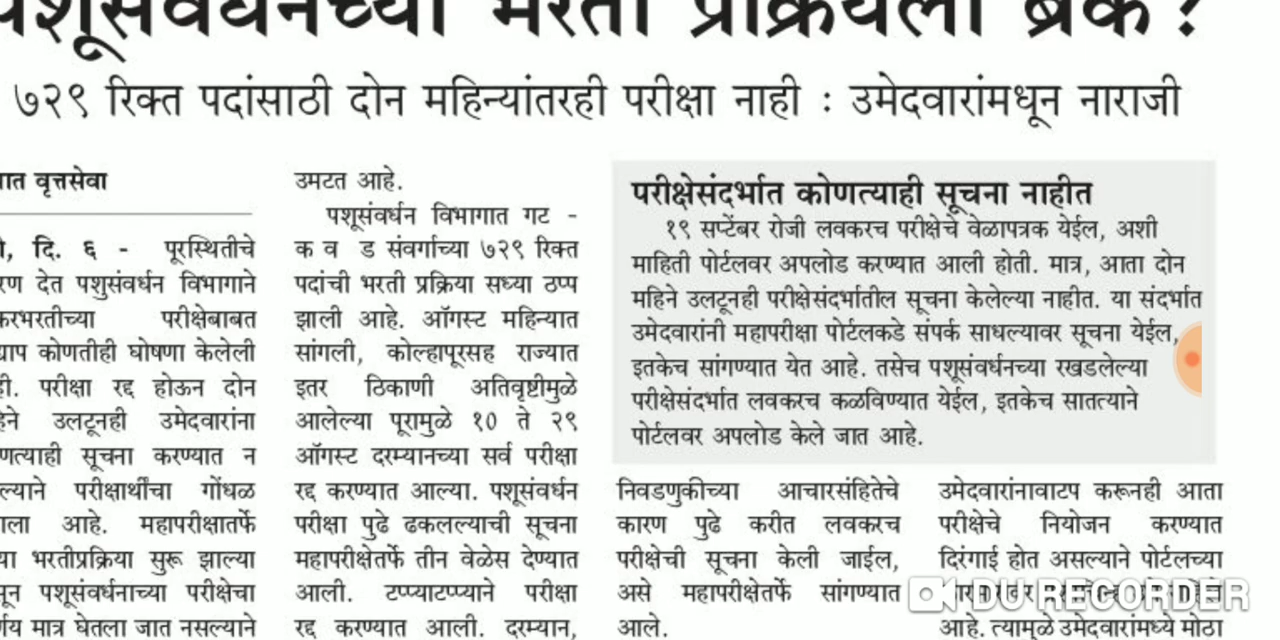 भरती ब्रेक ?
७२९ रिक्त पदांसाठी दोन महिन्यांतरही परीक्षा नाही : उमेदवारांमधून नाराजी
वृत्तसेवा
दि. ६ - पूरस्थितीचे
देत पशुसंवर्धन विभागाने
परीक्षेबाबत
कोणतीही घोषणा केलेली
परीक्षा रद्द होऊन दोन
उलटूनही उमेदवारांना
सूचना करण्यात न
परीक्षार्थींचा गोंधळ
आहे. महापरीक्षातर्फे
भरतीप्रक्रिया सुरू झाल्या
पशूसंवर्धनाच्या परीक्षेचा
मात्र घेतला जात नसल्याने
उमटत आहे.
पशूसंवर्धन विभागात गट -
क व ड संवर्गाच्या ७२९ रिक्त
पदांची भरती प्रक्रिया सध्या ठप्प
झाली आहे. ऑगस्ट महिन्यात
सांगली, कोल्हापूरसह राज्यात
इतर ठिकाणी अतिवृष्टीमुळे
आलेल्या पूरामुळे १० ते २९
ऑगस्ट दरम्यानच्या सर्व परीक्षा
रद्द करण्यात आल्या. पशूसंवर्धन
परीक्षा पुढे ढकलल्याची सूचना
महापरीक्षेतर्फे तीन वेळेस देण्यात
आली. टप्प्याटप्प्याने परीक्षा
रद्द करण्यात आली. दरम्यान,
परीक्षेसंदर्भात कोणत्याही सूचना नाहीत
१९ सप्टेंबर रोजी लवकरच परीक्षेचे वेळापत्रक येईल, अशी
माहिती पोर्टलवर अपलोड करण्यात आली होती. मात्र, आता दोन
महिने उलटूनही परीक्षेसंदर्भातील सूचना केलेल्या नाहीत. या संदर्भात
उमेदवारांनी महापरीक्षा पोर्टलकडे संपर्क साधल्यावर सूचना येईल,
इतकेच सांगण्यात येत आहे. तसेच पशूसंवर्धनच्या रखडलेल्या
परीक्षेसंदर्भात लवकरच कळविण्यात येईल, इतकेच सातत्याने
पोर्टलवर अपलोड केले जात आहे.
निवडणुकीच्या आचारसंहितेचे
कारण पुढे करीत लवकरच
परीक्षेची सूचना केली जाईल,
असे महापरीक्षेतर्फे सांगण्यात
आले.
उमेदवारांनावाटप करूनही आता
परीक्षेचे नियोजन करण्यात
दिरंगाई होत असल्याने पोर्टलच्या
आहे. त्यामुळे उमेदवारांमध्ये मोठा
DU RECORDER